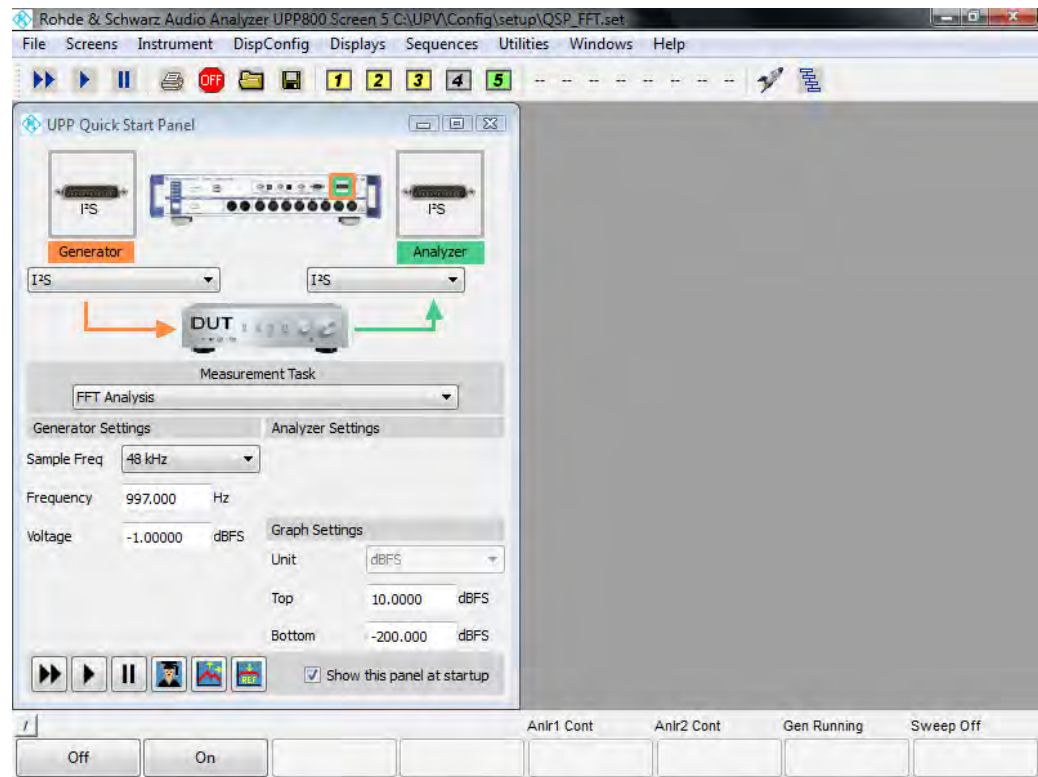 Rohde & Schwarz Audio Analyzer UPP800 Screen 5 C:\UPV\Config\setup\QSP_FFT.set
File Screens Instrument DispConfig Displays Sequences Utilities Windows Help
OFF 1 2 3 4 5 -- -- -- -- -- -- -- --
UPP Quick Start Panel
I²S I²S
Generator Analyzer
I²S I²S
DUT
Measurement Task
FFT Analysis
Generator Settings Analyzer Settings
Sample Freq 48 kHz
Frequency 997.000 Hz
Voltage -1.00000 dBFS Graph Settings
Unit dBFS
Top 10.0000 dBFS
Bottom -200.000 dBFS
REF Show this panel at startup
/ Anlr1 Cont Anlr2 Cont Gen Running Sweep Off
Off On